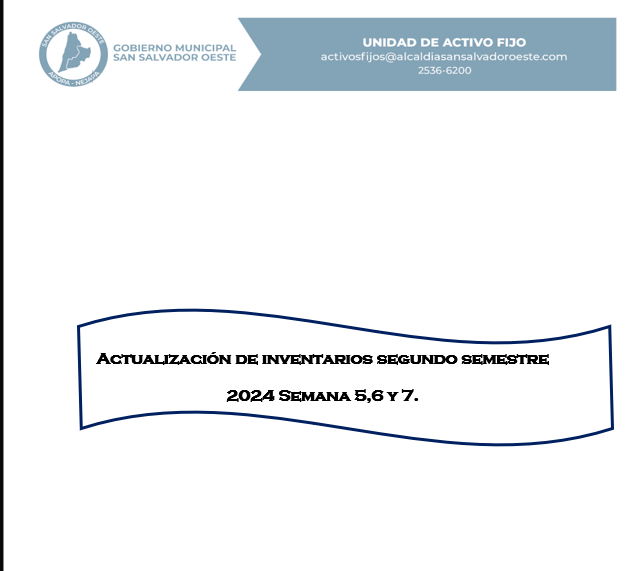 SAN SALVADOR OESTE
APOPA - NEJAPA
GOBIERNO MUNICIPAL
SAN SALVADOR OESTE
UNIDAD DE ACTIVO FIJO
activosfijos@alcaldiasansalvadoroeste.com
2536-6200
Actualización de inventarios segundo semestre
2024 Semana 5,6 y 7.